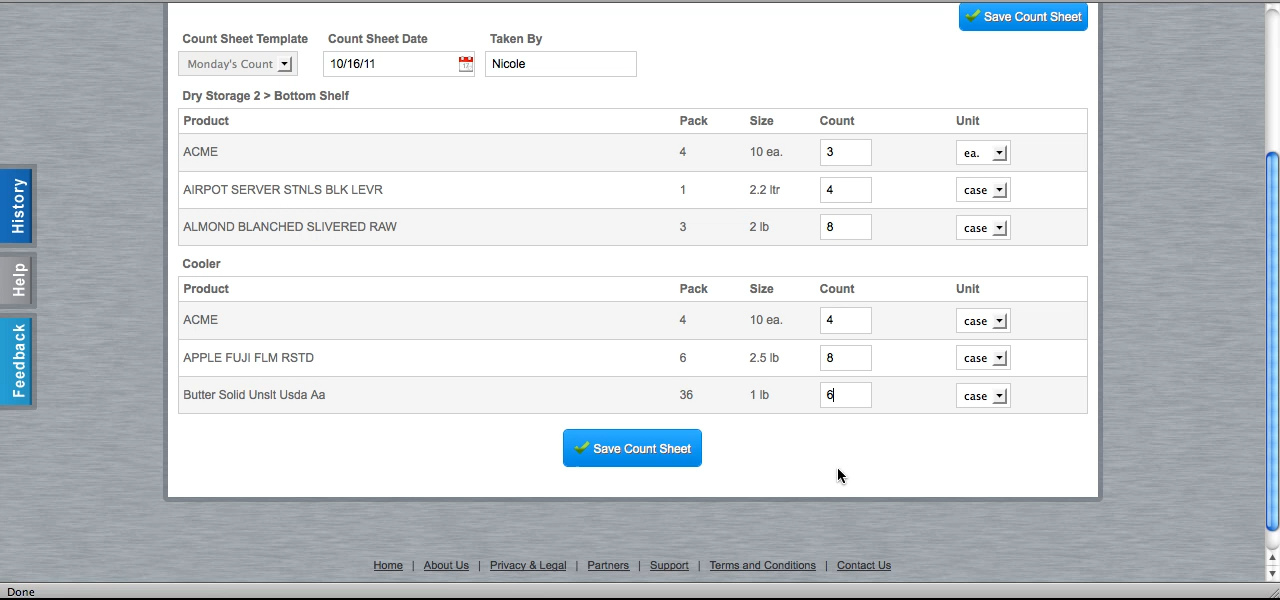 Save Count Sheet
Count Sheet Template Count Sheet Date Taken By
Monday's Count 10/16/11 Nicole
Dry Storage 2 > Bottom Shelf
Product Pack Size Count Unit
ACME 4 10 ea. 3 ea.
AIRPOT SERVER STNLS BLK LEVR 1 2.2 ltr 4 case
ALMOND BLANCHED SLIVERED RAW 3 2 lb 8 case
Cooler
Product Pack Size Count Unit
ACME 4 10 ea. 4 case
APPLE FUJI FLM RSTD 6 2.5 lb 8 case
Butter Solid Unslt Usda Aa 36 1 lb 6 case
Save Count Sheet
History
Help
Feedback
Home | About Us | Privacy & Legal | Partners | Support | Terms and Conditions | Contact Us
Done